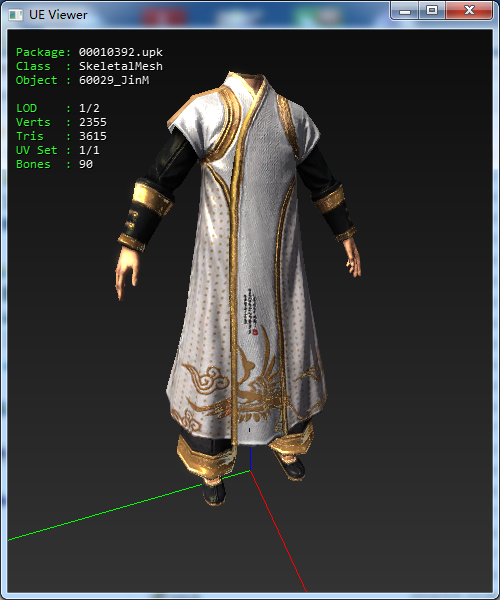 UE Viewer
Package: 00010392.upk
Class : SkeletalMesh
Object : 60029_JinM
LOD : 1/2
Verts : 2355
Tris : 3615
UV Set : 1/1
Bones : 90